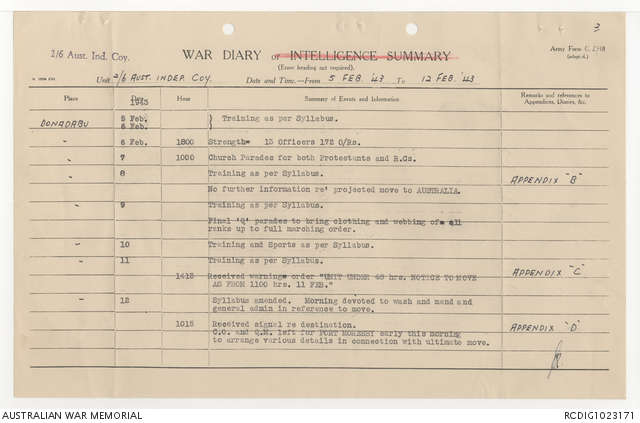 3
2/6 Aust. Ind. Coy.
WAR DIARY or INTELLIGENCE SUMMARY
(Erase heading not required).
Army Form C. 2118
(adapted.)
Unit 2/6 AUST. INDEP. COY. Date and Time.—From 5 FEB. 43 To 12 FEB. 43
Place Date Hour Summary of Events and Information Remarks and references to
1943 Appendices, Diaries, &c.
DONADABU 5 Feb. ) Training as per Syllabus.
6 Feb. )
" 6 Feb. 1800 Strength 13 Officers 172 O/Rs.
" 7 1000 Church Parades for both Protestants and R.Cs.
" 8 Training as per Syllabus. APPENDIX "B"
No further information re' projected move to AUSTRALIA.
" 9 Training as per Syllabus.
Final 'Q' parades to bring clothing and webbing of all
ranks up to full marching order.
" 10 Training and Sports as per Syllabus.
" 11 Training as per Syllabus.
1415 Received warning order "UNIT UNDER 48 hrs. NOTICE TO MOVE APPENDIX "C"
AS FROM 1100 hrs. 11 FEB."
" 12 Syllabus amended. Morning devoted to wash and mend and
general admin in reference to move.
1015 Received signal re destination. APPENDIX "D"
C.O. and Q.M. left for PORT MORESBY early this morning
to arrange various details in connection with ultimate move.
AUSTRALIAN WAR MEMORIAL RCDIG1023171